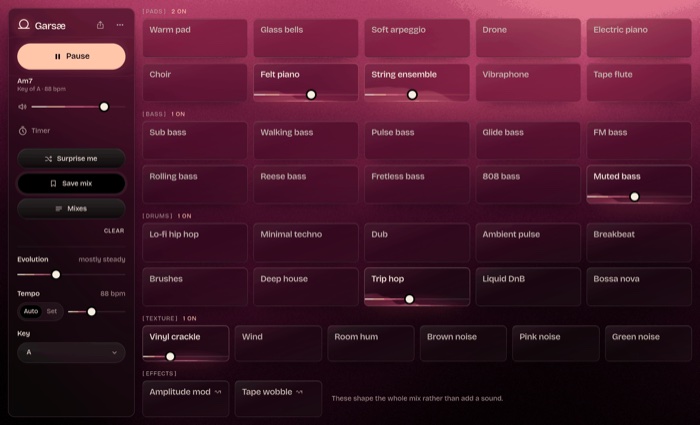 Garsæ
Pause
Am7
Key of A · 88 bpm
Timer
Surprise me
Save mix
Mixes
CLEAR
Evolution mostly steady
Tempo 88 bpm
Auto Set
Key
A
[PADS] 2 ON
Warm pad Glass bells Soft arpeggio Drone Electric piano
Choir Felt piano String ensemble Vibraphone Tape flute
[BASS] 1 ON
Sub bass Walking bass Pulse bass Glide bass FM bass
Rolling bass Reese bass Fretless bass 808 bass Muted bass
[DRUMS] 1 ON
Lo-fi hip hop Minimal techno Dub Ambient pulse Breakbeat
Brushes Deep house Trip hop Liquid DnB Bossa nova
[TEXTURE] 1 ON
Vinyl crackle Wind Room hum Brown noise Pink noise Green noise
[EFFECTS]
Amplitude mod Tape wobble These shape the whole mix rather than add a sound.